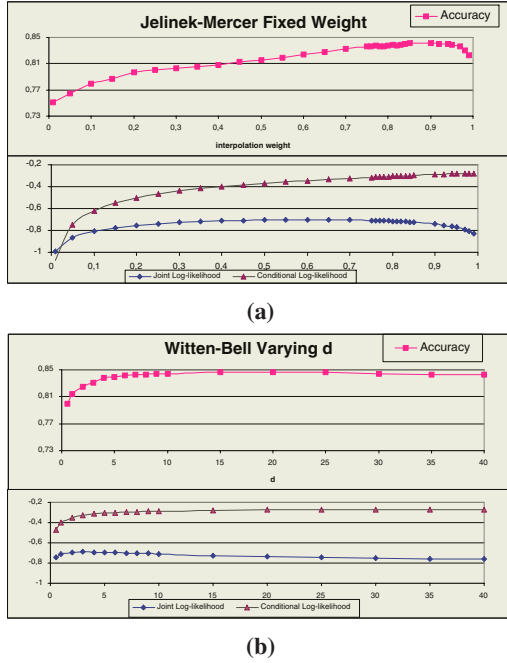 Jelinek-Mercer Fixed Weight
Accuracy
0,85
0,81
0,77
0,73
0 0,1 0,2 0,3 0,4 0,5 0,6 0,7 0,8 0,9 1
interpolation weight
-0,2
-0,4
-0,6
-0,8
-1
0 0,1 0,2 0,3 0,4 0,5 0,6 0,7 0,8 0,9 1
Joint Log-likelihood Conditional Log-likelihood
(a)
Witten-Bell Varying d
Accuracy
0,85
0,81
0,77
0,73
0 5 10 15 20 25 30 35 40
d
-0,2
-0,4
-0,6
-0,8
-1
0 5 10 15 20 25 30 35 40
Joint Log-likelihood Conditional Log-likelihood
(b)